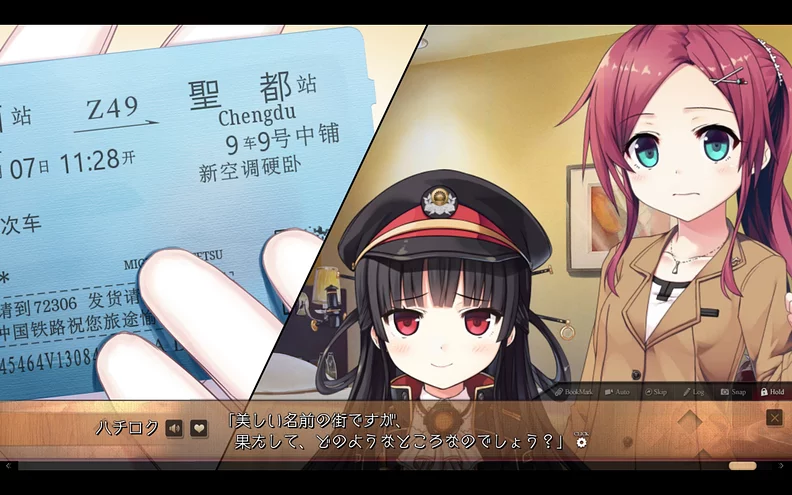 站 Z49 聖 都站
Chengdu
07日 11:28开 9车9号中铺
新空调硬卧
次车
*
请到72306 发货请
中国铁路祝您旅途愉
45464V1308
BookMark Auto Skip Log Snap Hold
ハチロク 「美しい名前の街ですが、
果たして、どのようなところなのでしょう?」
CLICK